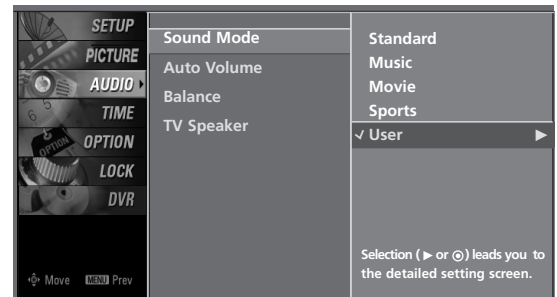 SETUP
PICTURE
AUDIO
TIME
OPTION
LOCK
DVR
Move MENU Prev
Sound Mode
Auto Volume
Balance
TV Speaker
Standard
Music
Movie
Sports
✓ User ▶
Selection ( ▶ or ⊙ ) leads you to
the detailed setting screen.